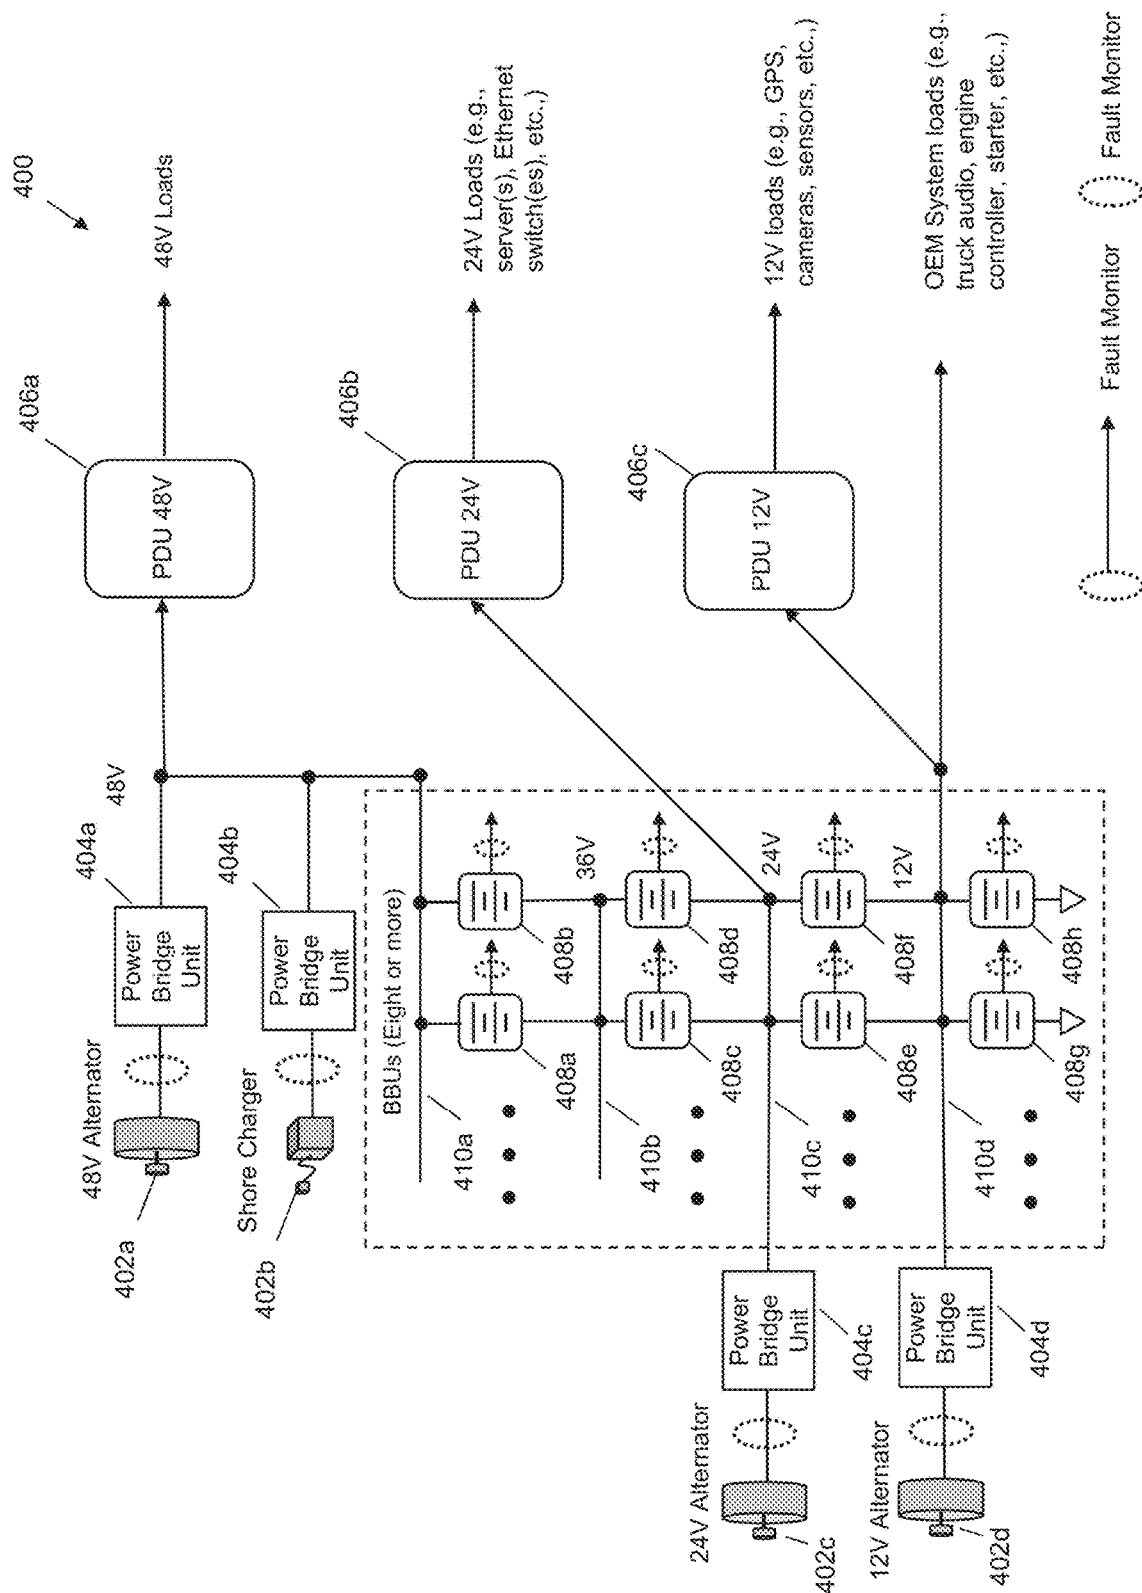 400
48V Alternator
402a
404a
Power
Bridge
Unit
48V
406a
PDU 48V
48V Loads
Shore Charger
402b
404b
Power
Bridge
Unit
406b
PDU 24V
24V Loads (e.g.,
server(s), Ethernet
switch(es), etc.,)
BBUs (Eight or more)
410a
408a
408b
36V
410b
408c
408d
24V
410c
408e
408f
12V
410d
408g
408h
406c
PDU 12V
12V loads (e.g., GPS,
cameras, sensors, etc.,)
24V Alternator
402c
Power
Bridge
Unit
404c
12V Alternator
402d
Power
Bridge
Unit
404d
OEM System loads (e.g.,
truck audio, engine
controller, starter, etc.,)
Fault Monitor
Fault Monitor